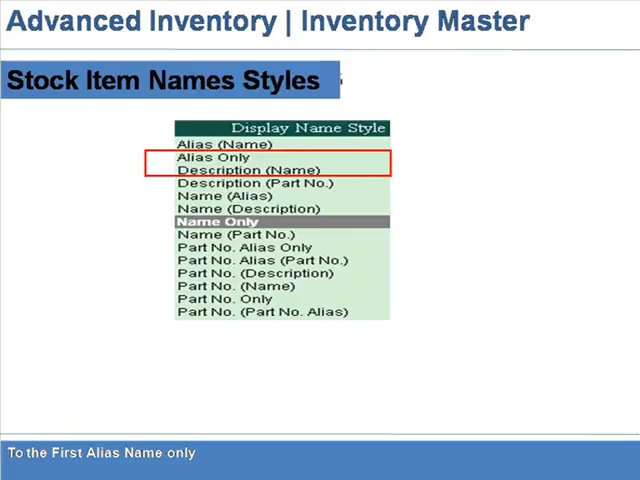 Advanced Inventory | Inventory Master
Stock Item Names Styles
Display Name Style
Alias (Name)
Alias Only
Description (Name)
Description (Part No.)
Name (Alias)
Name (Description)
Name Only
Name (Part No.)
Part No. Alias Only
Part No. Alias (Part No.)
Part No. (Description)
Part No. (Name)
Part No. Only
Part No. (Part No. Alias)
To the First Alias Name only